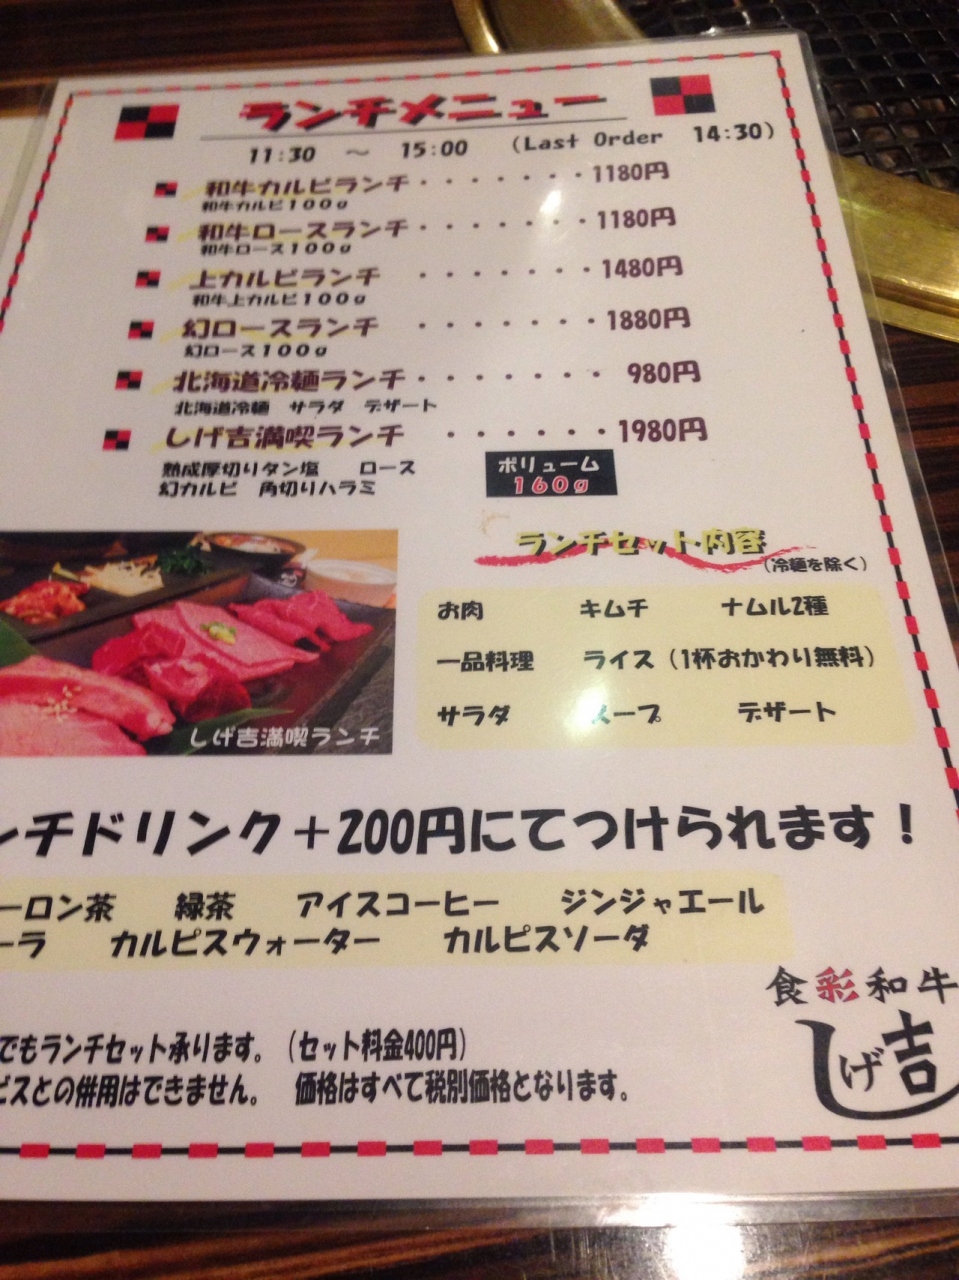 ランチメニュー
11:30 ～ 15:00 (Last Order 14:30)
和牛カルビランチ・・・・・・・1180円
和牛カルビ100g
和牛ロースランチ・・・・・・・1180円
和牛ロース100g
上カルビランチ ・・・・・・・1480円
和牛上カルビ100g
幻ロースランチ ・・・・・・・1880円
幻ロース100g
北海道冷麺ランチ・・・・・・・ 980円
北海道冷麺 サラダ デザート
しげ吉満喫ランチ ・・・・・・1980円
熟成厚切りタン塩 ロース
幻カルビ 角切りハラミ
ボリューム
160g
しげ吉満喫ランチ
ランチセット内容
(冷麺を除く)
お肉 キムチ ナムル2種
一品料理 ライス(1杯おかわり無料)
サラダ スープ デザート
ンチドリンク＋200円にてつけられます！
ーロン茶 緑茶 アイスコーヒー ジンジャエール
ーラ カルピスウォーター カルピスソーダ
でもランチセット承ります。(セット料金400円)
ビスとの併用はできません。 価格はすべて税別価格となります。
食彩和牛
しげ吉